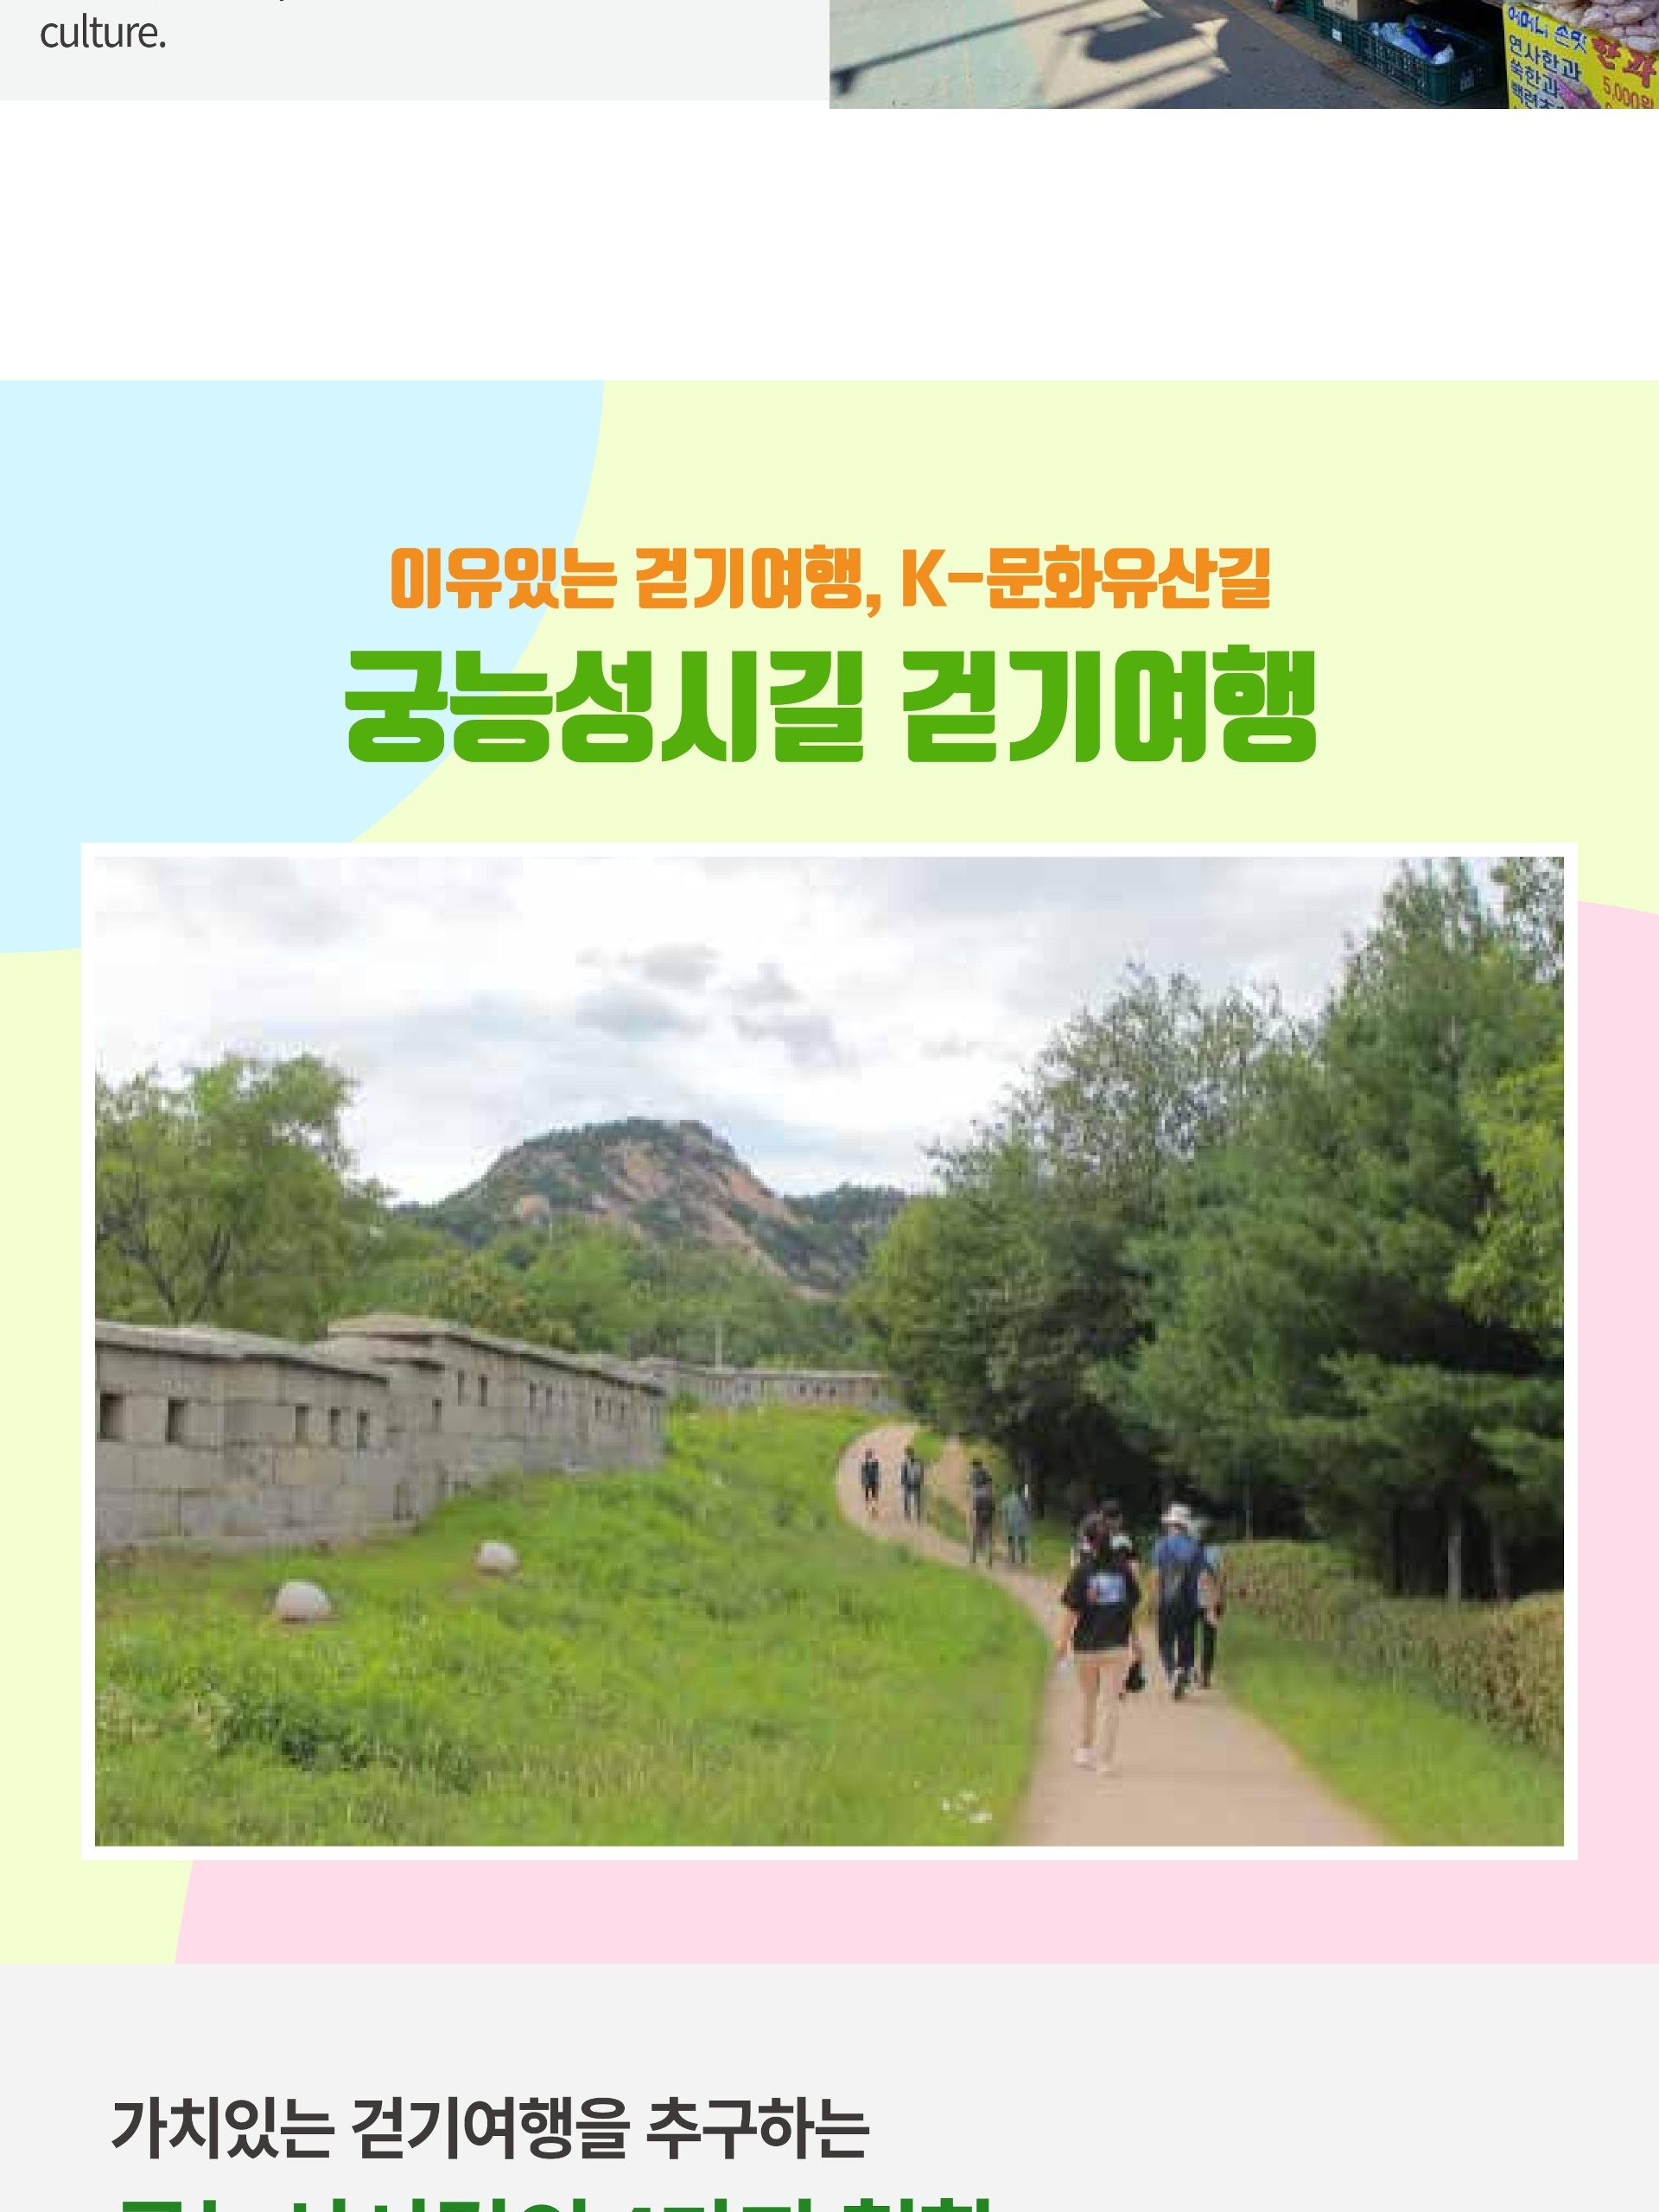 culture.
어머니 손맛
한과
연사한과
쑥한과
5,000원
이유있는 걷기여행, K-문화유산길
궁능성시길 걷기여행
가치있는 걷기여행을 추구하는